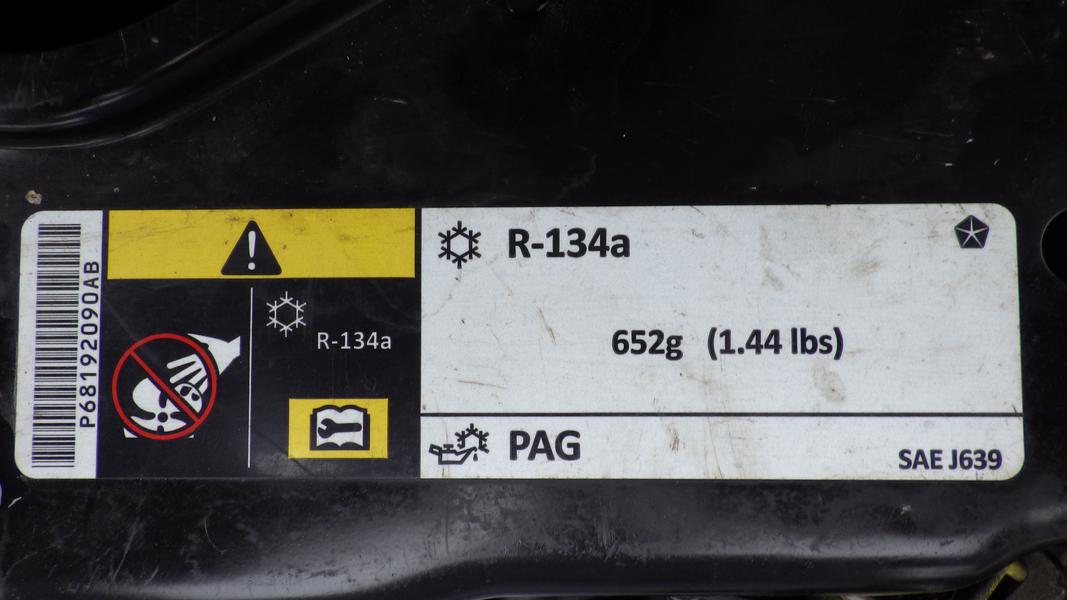 P68192090AB
R-134a
R-134a
652g (1.44 lbs)
PAG
SAE J639